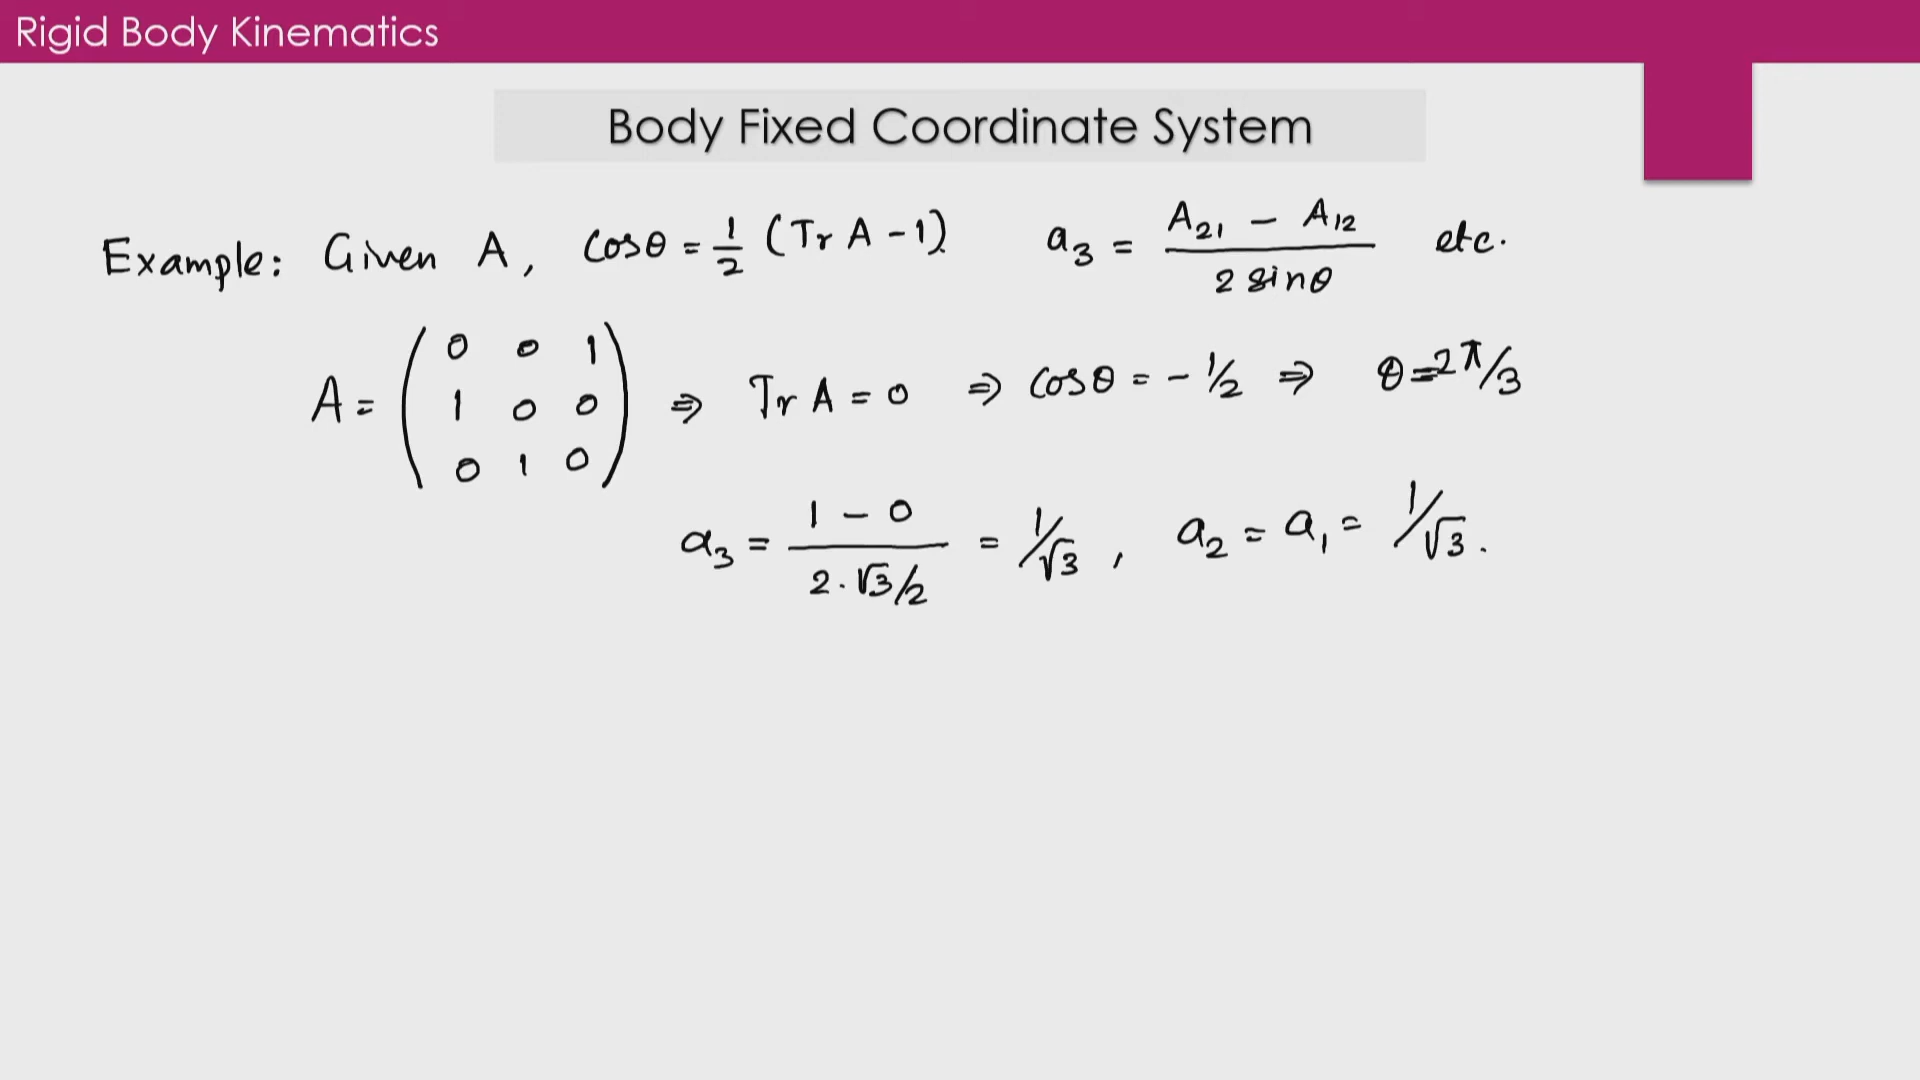 Rigid Body Kinematics
Body Fixed Coordinate System
Example: Given A, cosθ = 1/2 (Tr A - 1) a₃ = (A₂₁ - A₁₂) / (2 sinθ) etc.
A = ( 0 0 1 ; 1 0 0 ; 0 1 0 ) ⇒ Tr A = 0 ⇒ cosθ = -1/2 ⇒ θ = 2π/3
a₃ = (1 - 0) / (2·√3/2) = 1/√3 , a₂ = a₁ = 1/√3 .